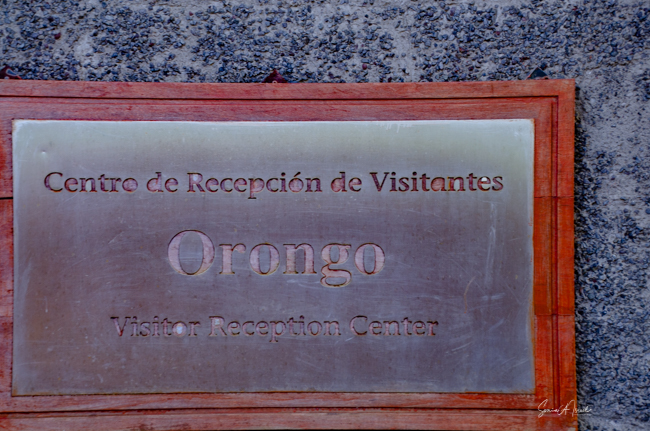 Centro de Recepción de Visitantes
Orongo
Visitor Reception Center